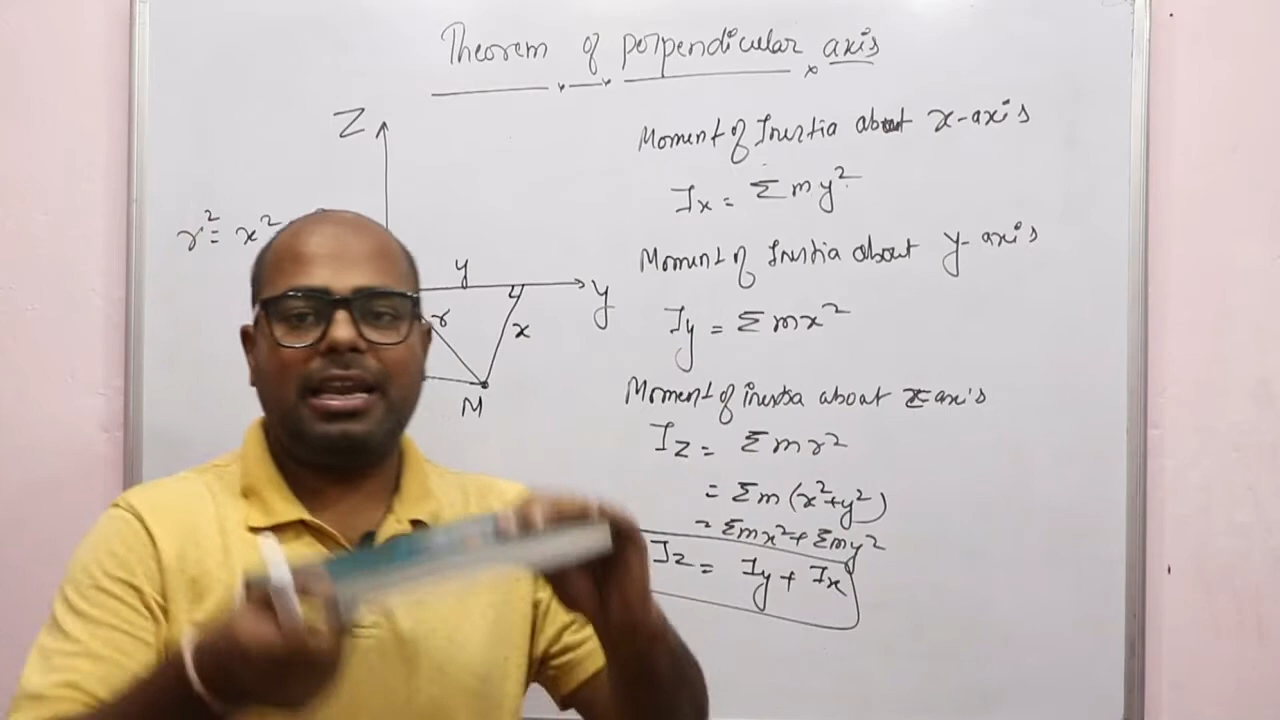 Theorem of perpendicular axis
Z
r² = x²
y
y
r
x
M
Moment of Inertia about x-axis
Ix = Σmy²
Moment of Inertia about y-axis
Iy = Σmx²
Moment of inertia about z-axis
Iz = Σmr²
= Σm(x²+y²)
= Σmx²+Σmy²
Iz = Iy + Ix